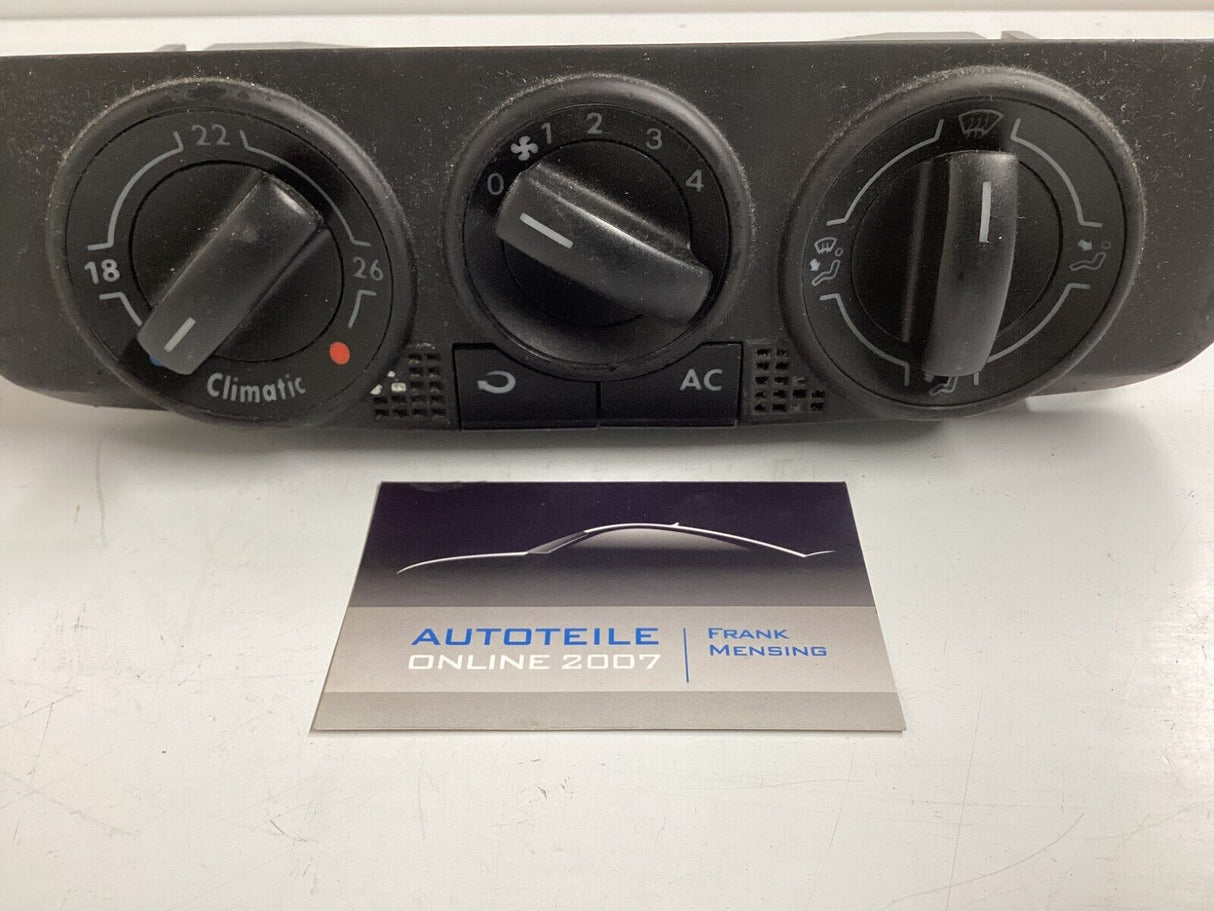 22
18
26
Climatic
0
1
2
3
4
AC
AUTOTEILE
ONLINE 2007
FRANK
MENSING